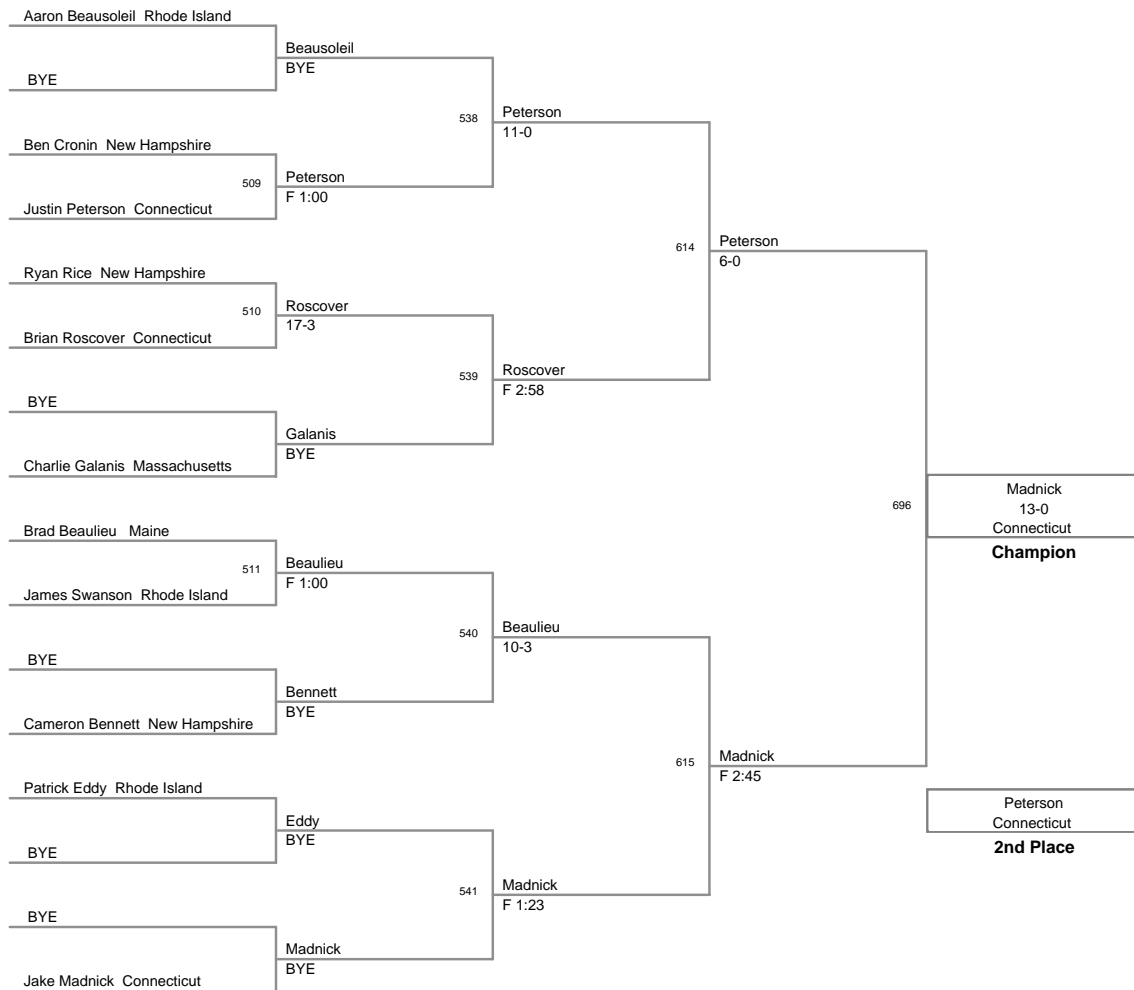 Aaron Beausoleil Rhode Island
Beausoleil
BYE
BYE
538
Peterson
11-0
Ben Cronin New Hampshire
509
Peterson
F 1:00
Justin Peterson Connecticut
614
Peterson
6-0
Ryan Rice New Hampshire
510
Roscover
17-3
Brian Roscover Connecticut
539
Roscover
F 2:58
BYE
Galanis
BYE
Charlie Galanis Massachusetts
696
Madnick
13-0
Connecticut
Champion
Brad Beaulieu Maine
511
Beaulieu
F 1:00
James Swanson Rhode Island
540
Beaulieu
10-3
BYE
Bennett
BYE
Cameron Bennett New Hampshire
615
Madnick
F 2:45
Patrick Eddy Rhode Island
Eddy
BYE
BYE
Peterson
Connecticut
2nd Place
541
Madnick
F 1:23
BYE
Madnick
BYE
Jake Madnick Connecticut